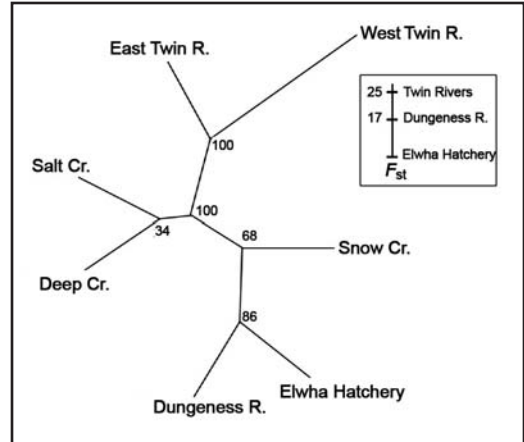 West Twin R.
East Twin R.
25 Twin Rivers
17 Dungeness R.
Elwha Hatchery
Fst
100
Salt Cr.
100
34
68
Snow Cr.
Deep Cr.
86
Elwha Hatchery
Dungeness R.